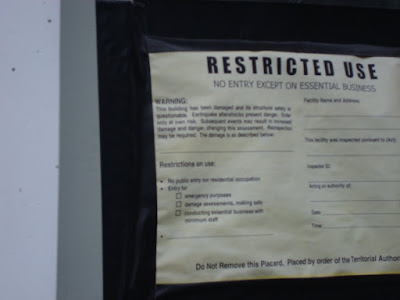 RESTRICTED USE
NO ENTRY EXCEPT ON ESSENTIAL BUSINESS
WARNING:
This building has been damaged and its structural safety is
questionable. Earthquake aftershocks present danger. Enter
only at own risk. Subsequent events may result in increased
damage and danger, changing this assessment. Reinspection
may be required. The damage is as described below:
Restrictions on use:
• No public entry nor residential occupation
• Entry for
emergency purposes
damage assessments, making safe
conducting essential business with
minimum staff
Facility Name and Address:
This facility was inspected pursuant to (Act):
Inspector ID:
Acting on authority of:
Date
Time
Do Not Remove this Placard. Placed by order of the Territorial Author